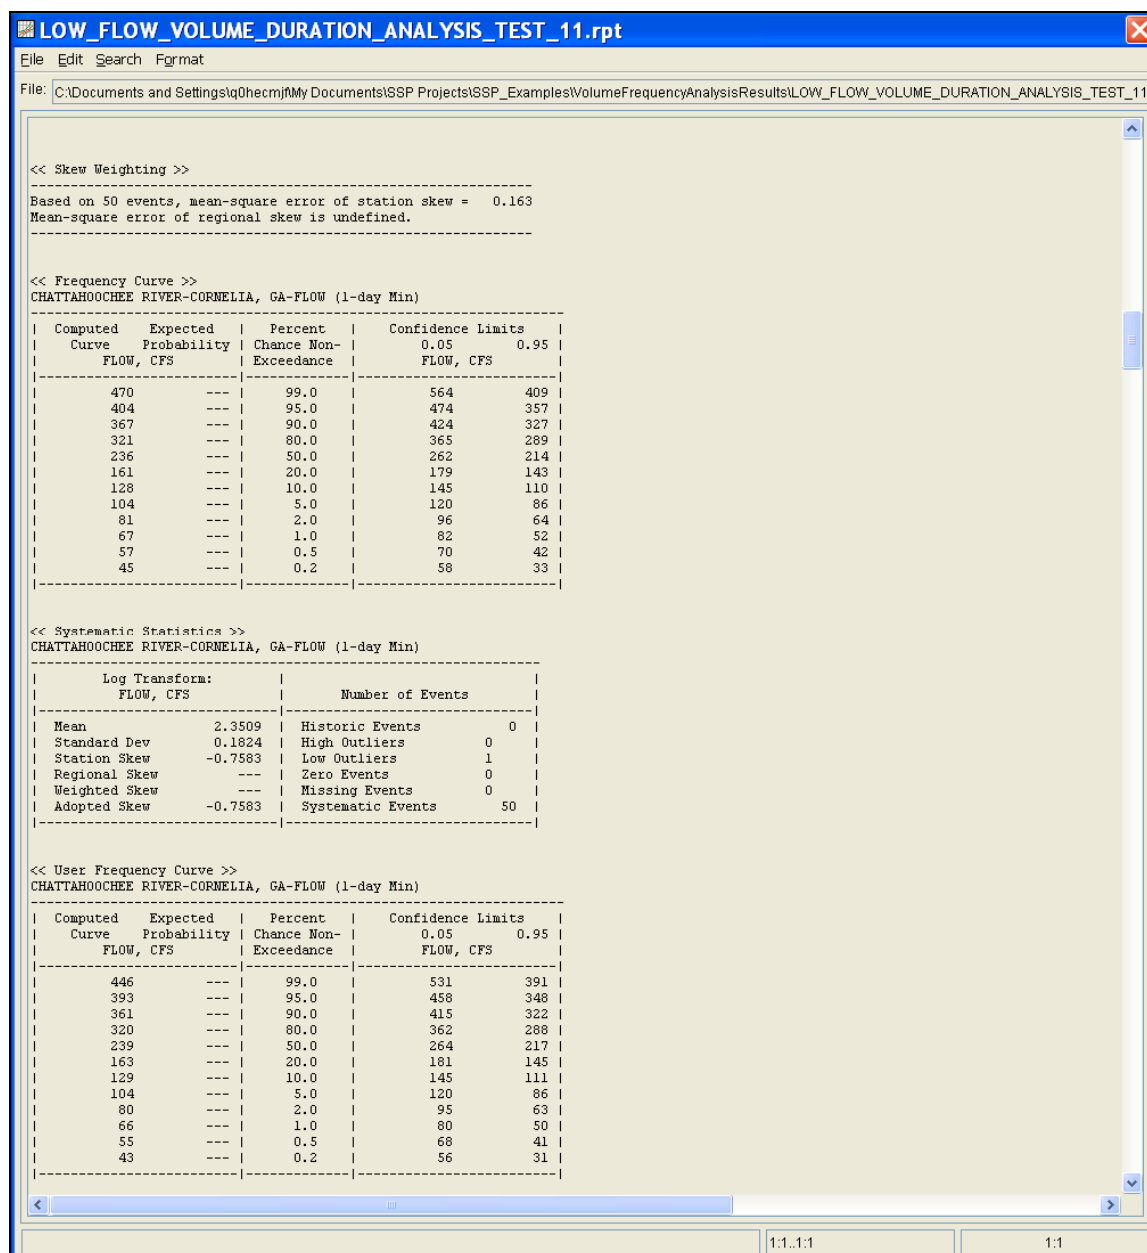 LOW_FLOW_VOLUME_DURATION_ANALYSIS_TEST_11.rpt
File Edit Search Format
File: C:\Documents and Settings\q0hecmjf\My Documents\SSP Projects\SSP_Examples\VolumeFrequencyAnalysisResults\LOW_FLOW_VOLUME_DURATION_ANALYSIS_TEST_11
<< Skew Weighting >>
---------------------------------------------------------------
Based on 50 events, mean-square error of station skew =   0.163
Mean-square error of regional skew is undefined.
---------------------------------------------------------------
<< Frequency Curve >>
CHATTAHOOCHEE RIVER-CORNELIA, GA-FLOW (1-day Min)
-------------------------------------------------------------------
|  Computed    Expected   |   Percent   |    Confidence Limits    |
|    Curve   Probability | Chance Non- |        0.05        0.95 |
|        FLOW, CFS        | Exceedance  |        FLOW, CFS        |
|-------------------------|-------------|-------------------------|
|         470         --- |     99.0    |         564         409 |
|         404         --- |     95.0    |         474         357 |
|         367         --- |     90.0    |         424         327 |
|         321         --- |     80.0    |         365         289 |
|         236         --- |     50.0    |         262         214 |
|         161         --- |     20.0    |         179         143 |
|         128         --- |     10.0    |         145         110 |
|         104         --- |      5.0    |         120          86 |
|          81         --- |      2.0    |          96          64 |
|          67         --- |      1.0    |          82          52 |
|          57         --- |      0.5    |          70          42 |
|          45         --- |      0.2    |          58          33 |
|-------------------------|-------------|-------------------------|
<< Systematic Statistics >>
CHATTAHOOCHEE RIVER-CORNELIA, GA-FLOW (1-day Min)
----------------------------------------------------------------
|        Log Transform:        |                               |
|          FLOW, CFS           |       Number of Events        |
|------------------------------|-------------------------------|
|  Mean                2.3509  |  Historic Events           0  |
|  Standard Dev        0.1824  |  High Outliers          0     |
|  Station Skew       -0.7583  |  Low Outliers           1     |
|  Regional Skew          ---  |  Zero Events            0     |
|  Weighted Skew          ---  |  Missing Events         0     |
|  Adopted Skew       -0.7583  |  Systematic Events        50  |
|------------------------------|-------------------------------|
<< User Frequency Curve >>
CHATTAHOOCHEE RIVER-CORNELIA, GA-FLOW (1-day Min)
-------------------------------------------------------------------
|  Computed    Expected   |   Percent   |    Confidence Limits    |
|    Curve   Probability | Chance Non- |        0.05        0.95 |
|        FLOW, CFS        | Exceedance  |        FLOW, CFS        |
|-------------------------|-------------|-------------------------|
|         446         --- |     99.0    |         531         391 |
|         393         --- |     95.0    |         458         348 |
|         361         --- |     90.0    |         415         322 |
|         320         --- |     80.0    |         362         288 |
|         239         --- |     50.0    |         264         217 |
|         163         --- |     20.0    |         181         145 |
|         129         --- |     10.0    |         145         111 |
|         104         --- |      5.0    |         120          86 |
|          80         --- |      2.0    |          95          63 |
|          66         --- |      1.0    |          80          50 |
|          55         --- |      0.5    |          68          41 |
|          43         --- |      0.2    |          56          31 |
|-------------------------|-------------|-------------------------|
1:1..1:1 1:1